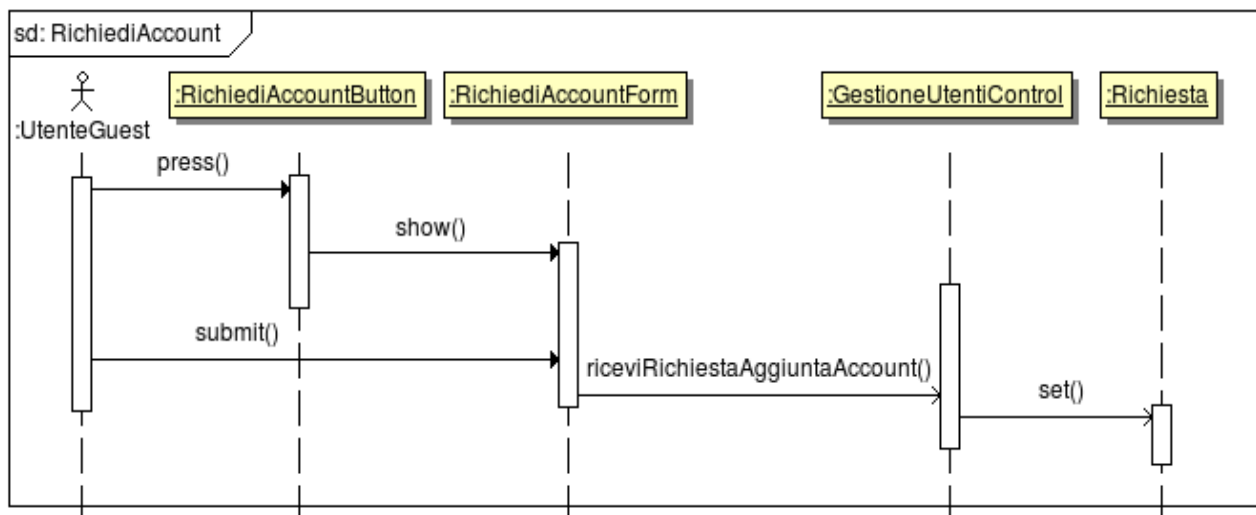 sd: RichiediAccount
:UtenteGuest
:RichiediAccountButton
:RichiediAccountForm
:GestioneUtentiControl
:Richiesta
press()
show()
submit()
riceviRichiestaAggiuntaAccount()
set()